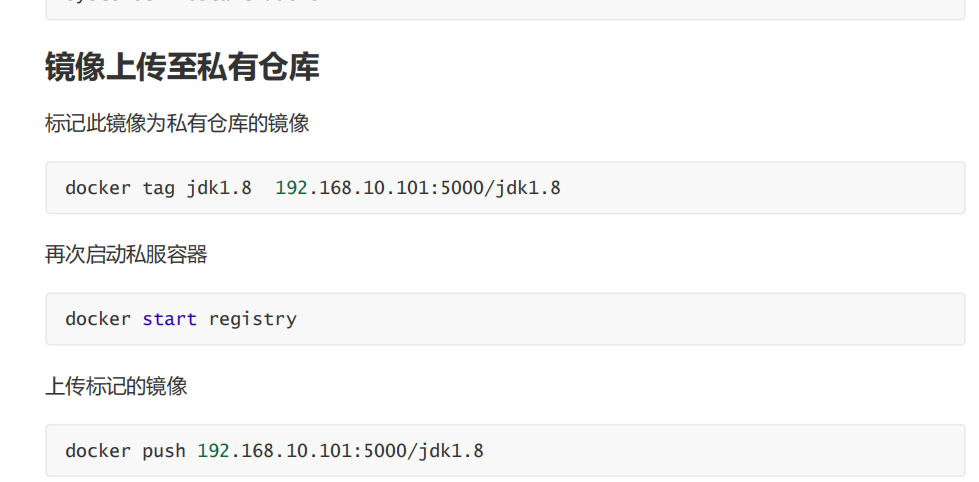 镜像上传至私有仓库
标记此镜像为私有仓库的镜像
docker tag jdk1.8  192.168.10.101:5000/jdk1.8
再次启动私服容器
docker start registry
上传标记的镜像
docker push 192.168.10.101:5000/jdk1.8